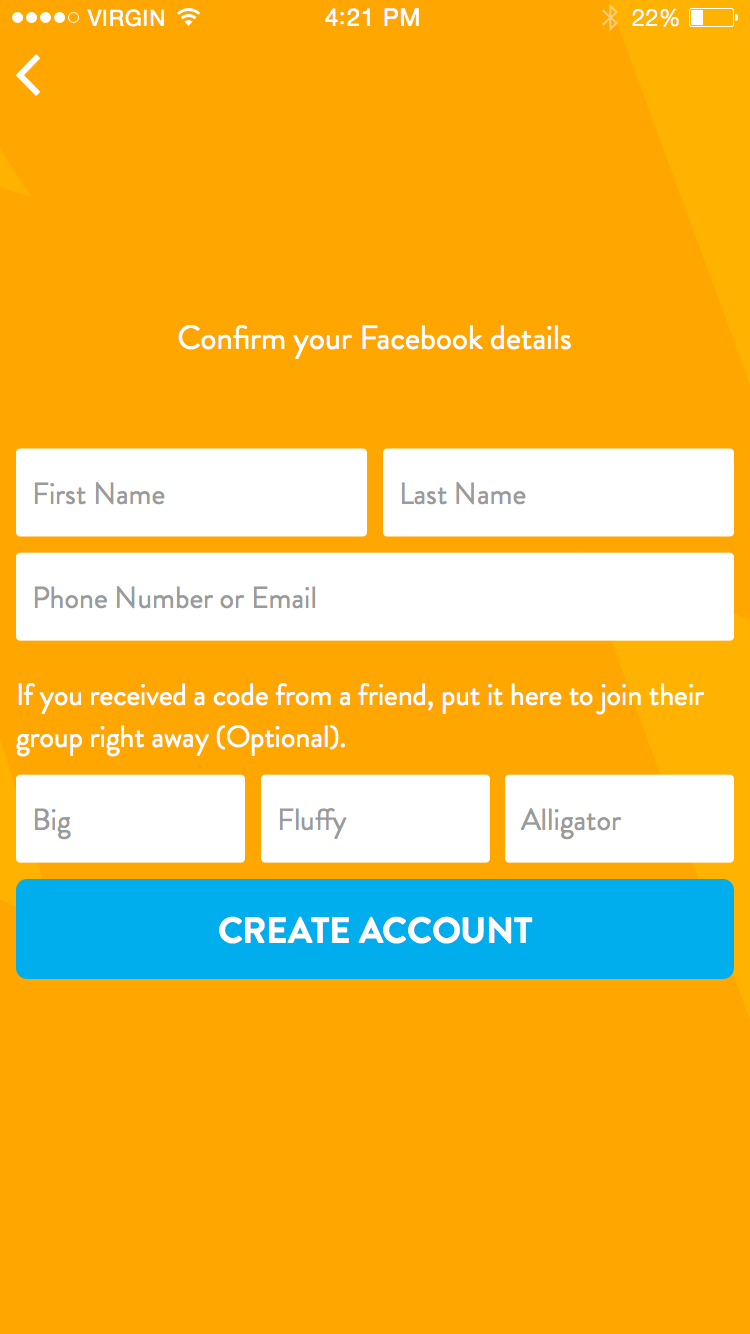 VIRGIN 4:21 PM 22%
Confirm your Facebook details
First Name Last Name
Phone Number or Email
If you received a code from a friend, put it here to join their
group right away (Optional).
Big Fluffy Alligator
CREATE ACCOUNT